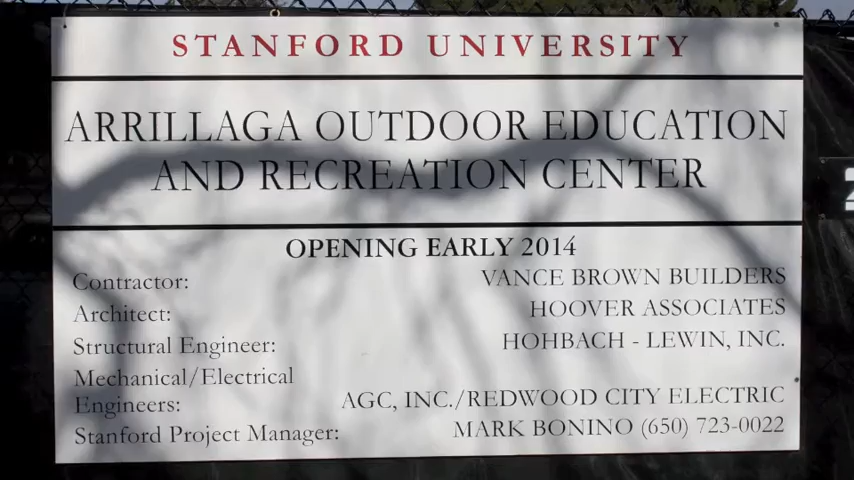 STANFORD UNIVERSITY
ARRILLAGA OUTDOOR EDUCATION
AND RECREATION CENTER
OPENING EARLY 2014
Contractor: VANCE BROWN BUILDERS
Architect: HOOVER ASSOCIATES
Structural Engineer: HOHBACH - LEWIN, INC.
Mechanical/Electrical
Engineers: AGC, INC./REDWOOD CITY ELECTRIC
Stanford Project Manager: MARK BONINO (650) 723-0022